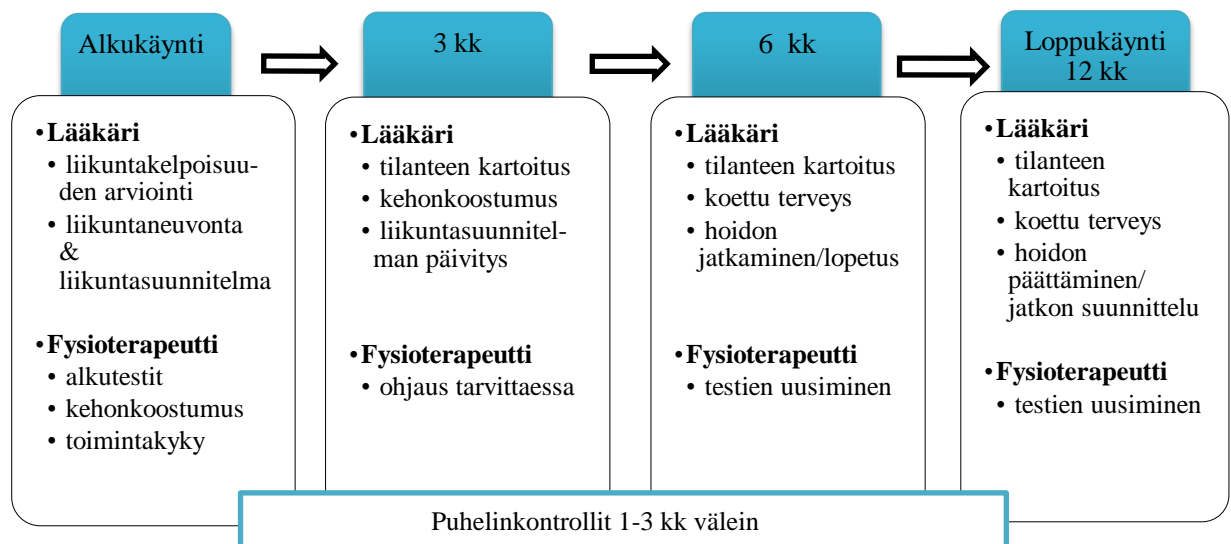 Alkukäynti
•Lääkäri
• liikuntakelpoisuu-
den arviointi
• liikuntaneuvonta
&
liikuntasuunnitelma
•Fysioterapeutti
• alkutestit
• kehonkoostumus
• toimintakyky
3 kk
•Lääkäri
• tilanteen kartoitus
• kehonkoostumus
• liikuntasuunnitel-
man päivitys
•Fysioterapeutti
• ohjaus tarvittaessa
6 kk
•Lääkäri
• tilanteen kartoitus
• koettu terveys
• hoidon
jatkaminen/lopetus
•Fysioterapeutti
• testien uusiminen
Loppukäynti
12 kk
•Lääkäri
• tilanteen
kartoitus
• koettu terveys
• hoidon
päättäminen/
jatkon suunnittelu
•Fysioterapeutti
• testien uusiminen
Puhelinkontrollit 1-3 kk välein